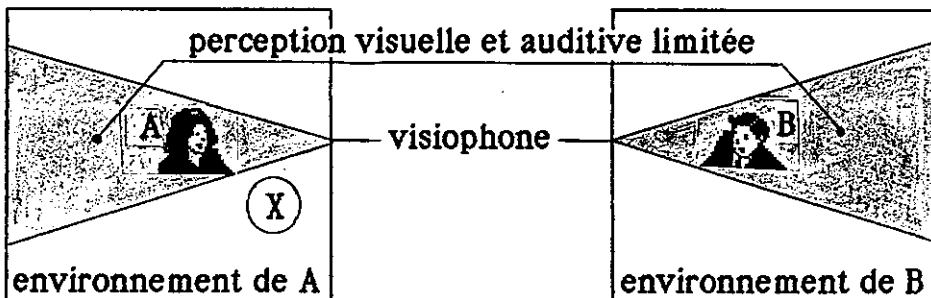 perception visuelle et auditive limitée
A
visiophone
B
X
environnement de A
environnement de B